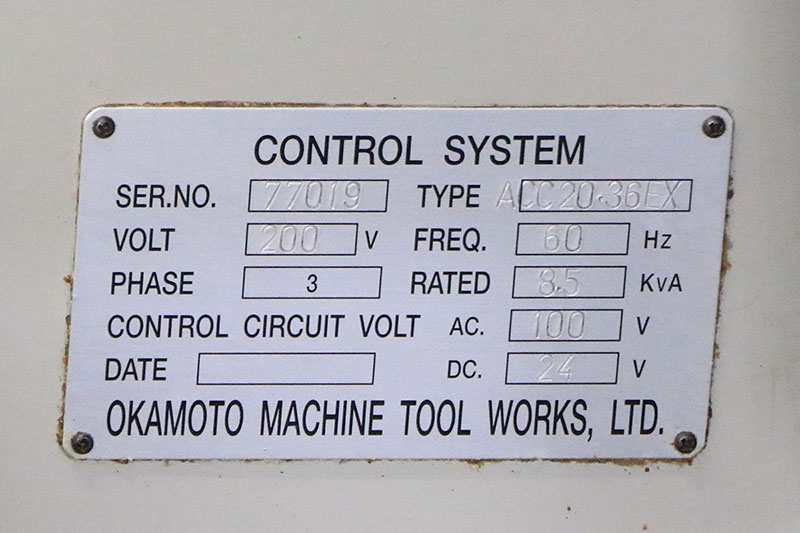 CONTROL SYSTEM
SER.NO. 77019 TYPE ACC20·36EX
VOLT 200 V FREQ. 60 Hz
PHASE 3 RATED 8.5 KvA
CONTROL CIRCUIT VOLT AC. 100 V
DATE DC. 24 V
OKAMOTO MACHINE TOOL WORKS, LTD.